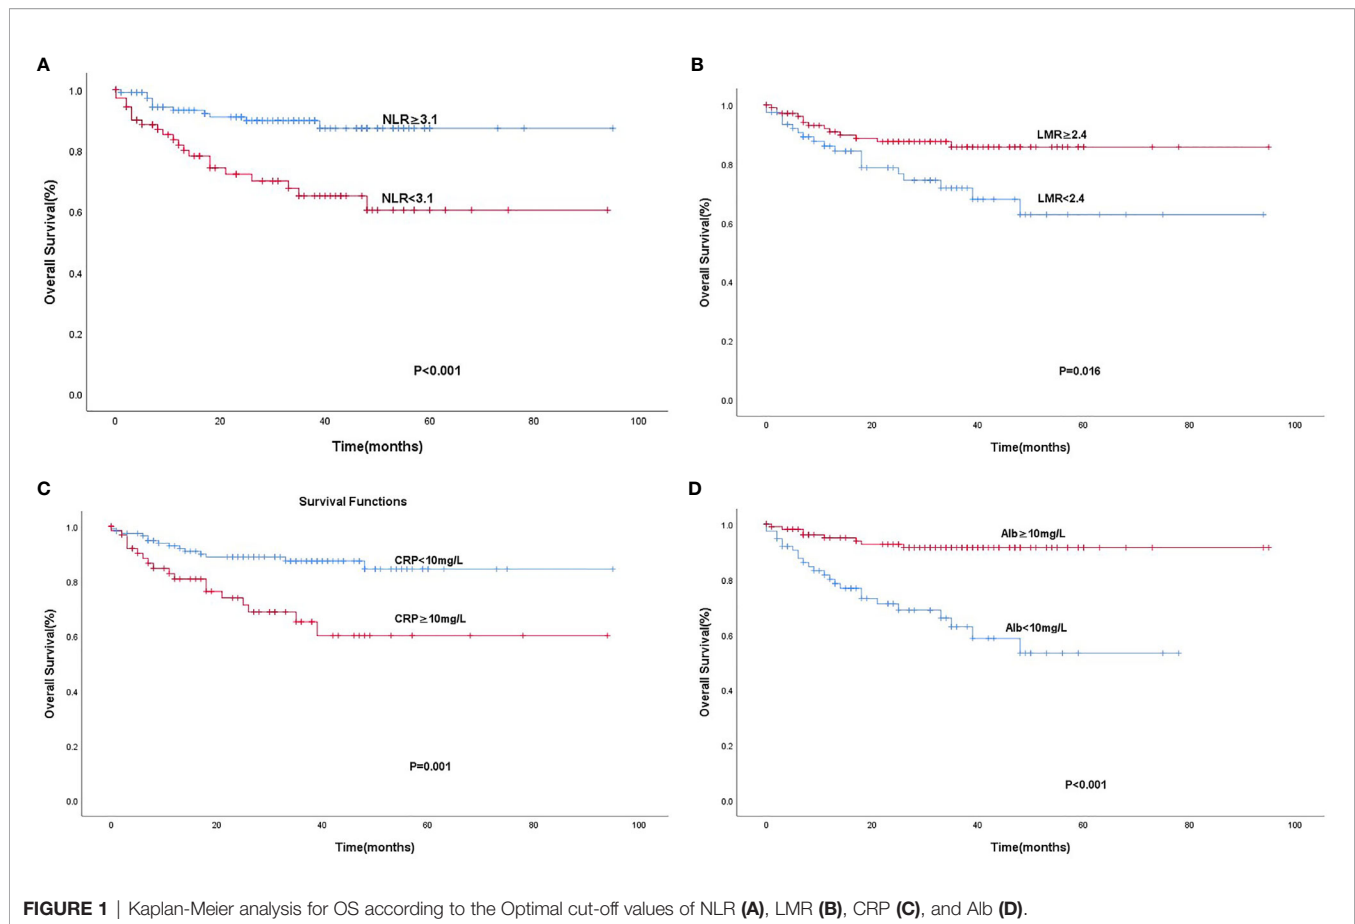 A
1.0
0.8
0.6
0.4
0.2
0.0
Overall Survival(%)
NLR≥3.1
NLR<3.1
P<0.001
0 20 40 60 80 100
Time(months)
B
1.0
0.8
0.6
0.4
0.2
0.0
Overall Survival(%)
LMR≥2.4
LMR<2.4
P=0.016
0 20 40 60 80 100
Time(months)
C
Survival Functions
1.0
0.8
0.6
0.4
0.2
0.0
Overall Survival(%)
CRP<10mg/L
CRP≥10mg/L
P=0.001
0 20 40 60 80 100
Time(months)
D
1.0
0.8
0.6
0.4
0.2
0.0
Overall Survival(%)
Alb≥10mg/L
Alb<10mg/L
P<0.001
0 20 40 60 80 100
Time(months)
FIGURE 1 | Kaplan-Meier analysis for OS according to the Optimal cut-off values of NLR (A), LMR (B), CRP (C), and Alb (D).